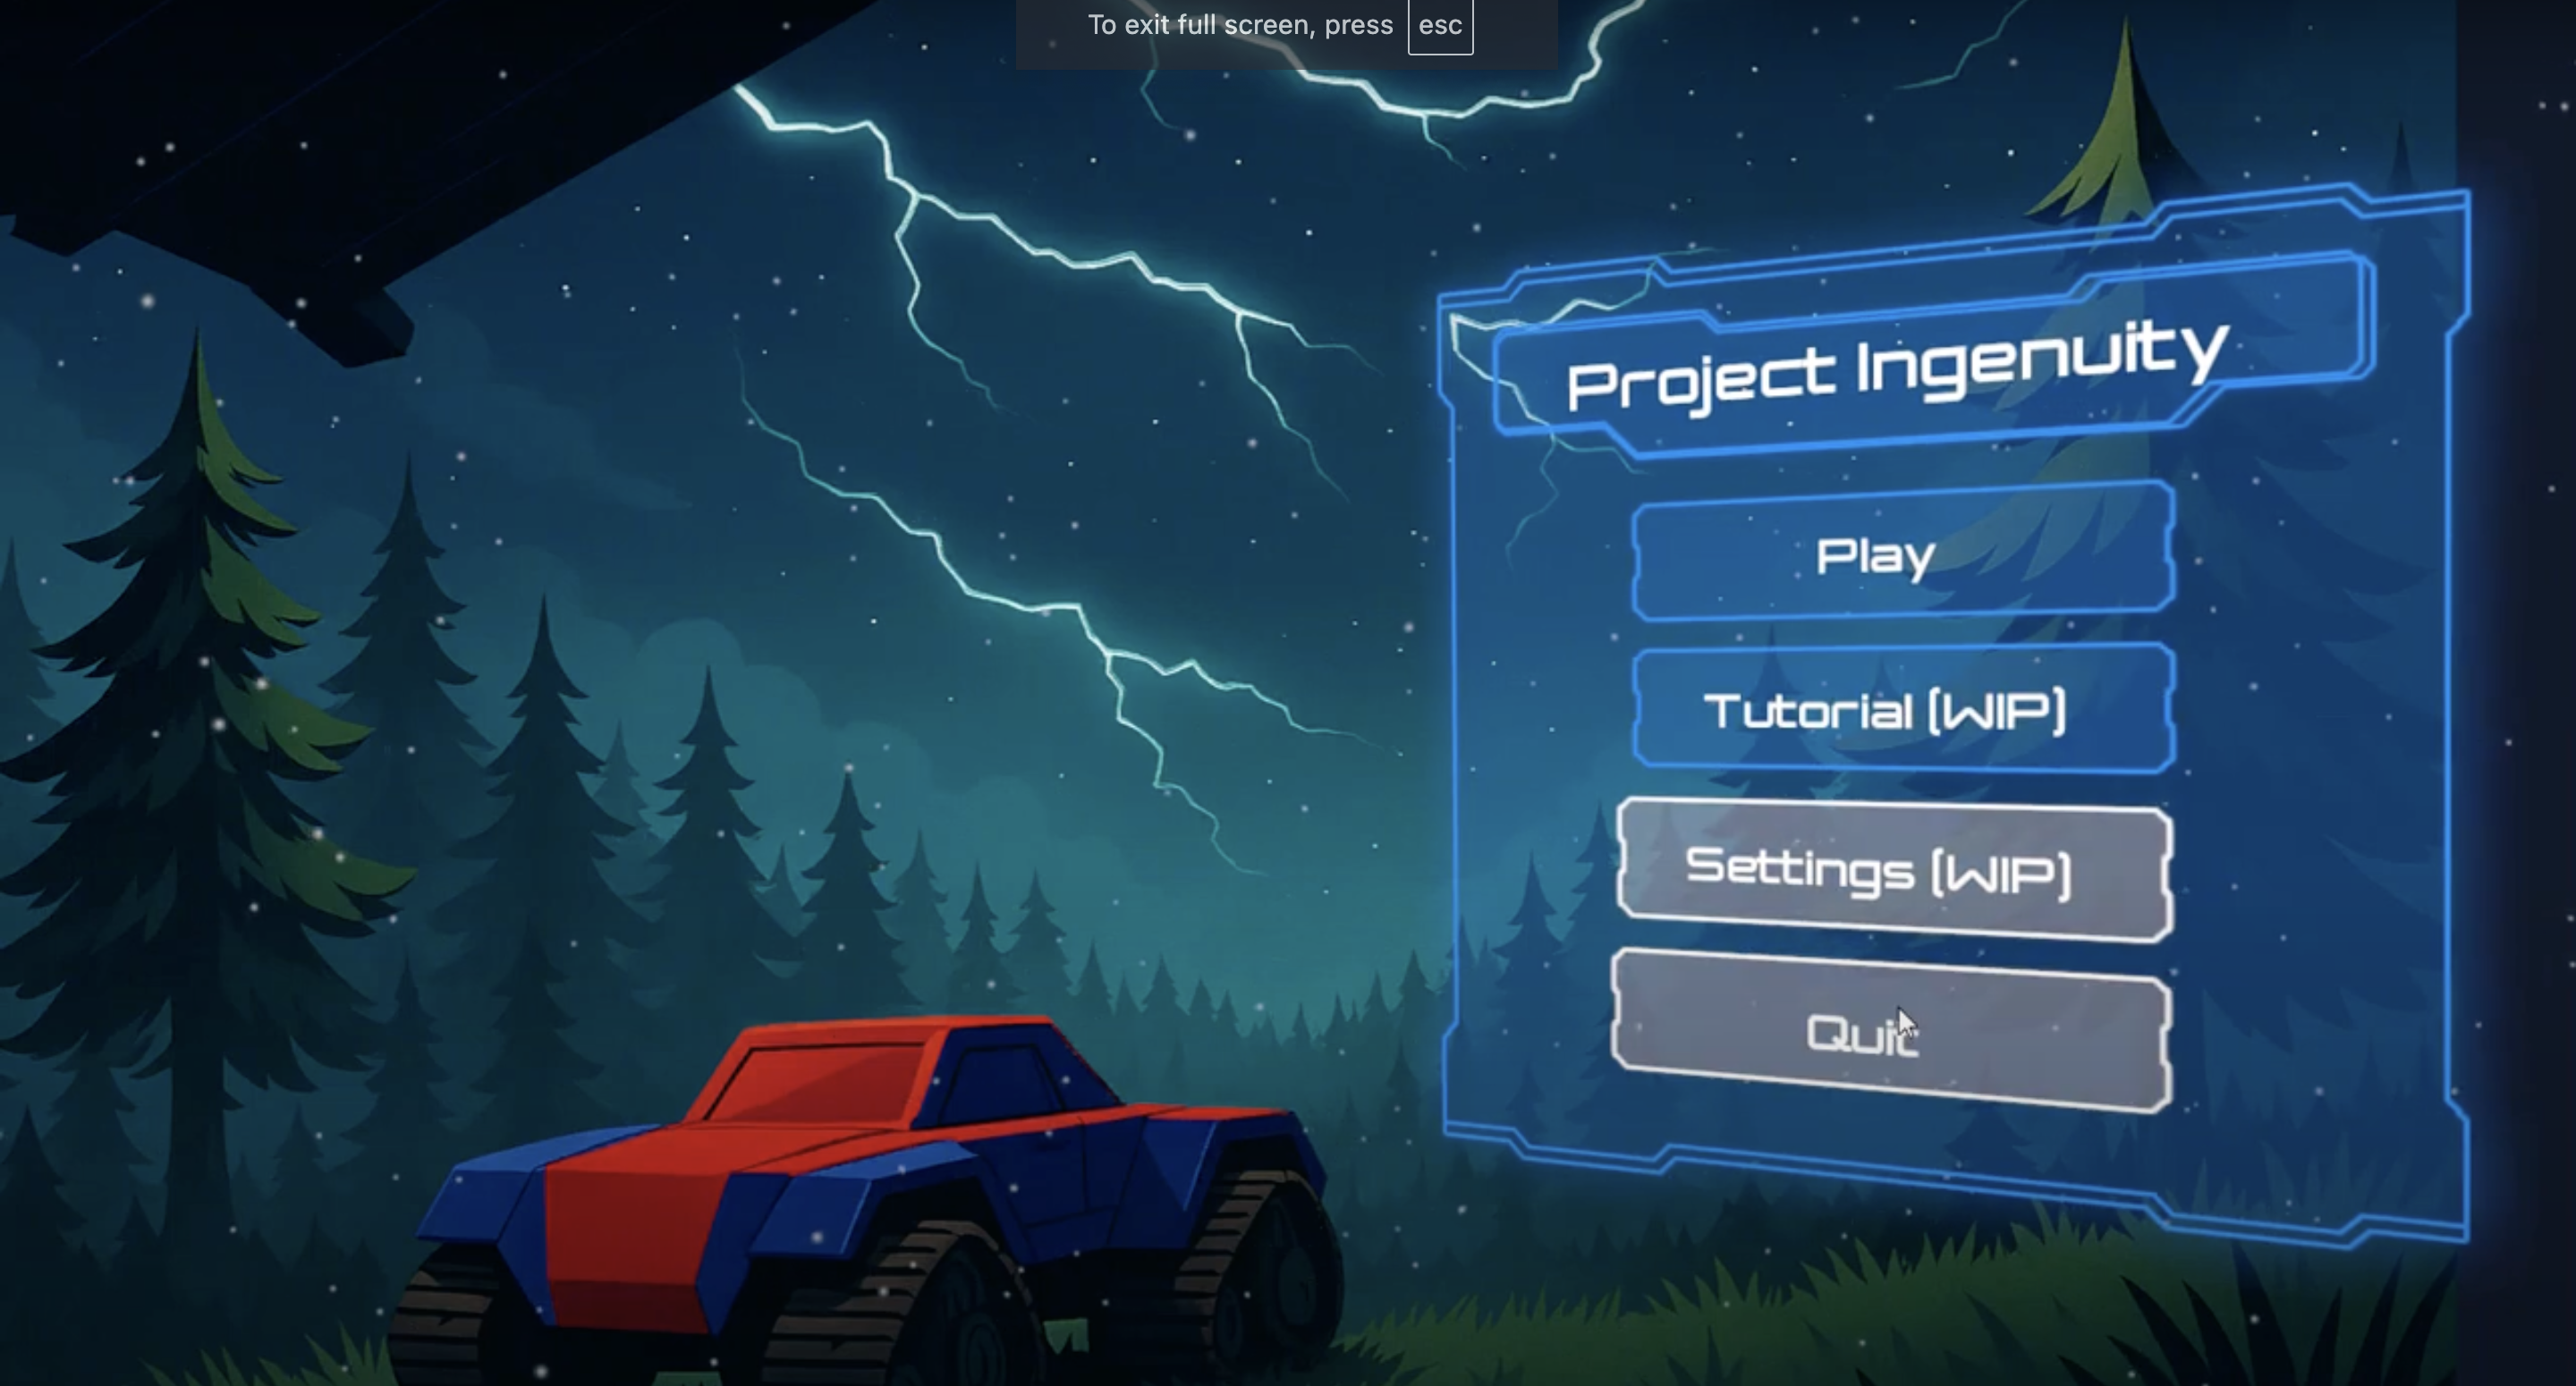 To exit full screen, press esc
Project Ingenuity
Play
Tutorial (WIP)
Settings (WIP)
Quit